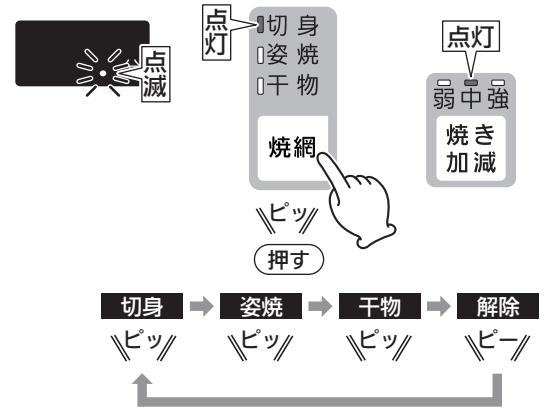 点滅
点灯
切身
姿焼
干物
焼網
ピッ
押す
点灯
弱 中 強
焼き
加減
切身 ➡ 姿焼 ➡ 干物 ➡ 解除
ピッ ピッ ピッ ピー